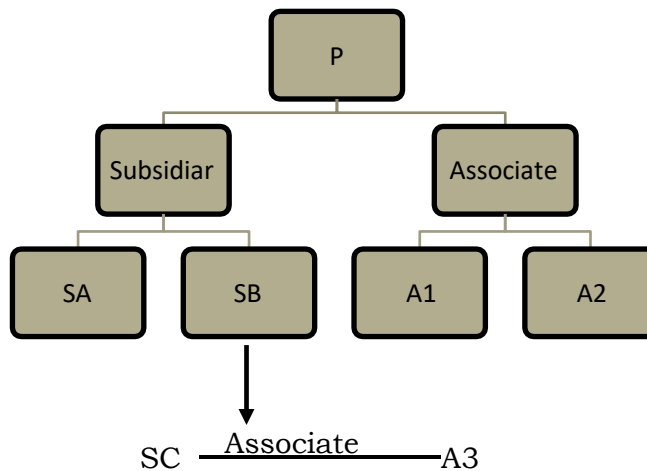 P
Subsidiar Associate
SA SB A1 A2
SC Associate A3